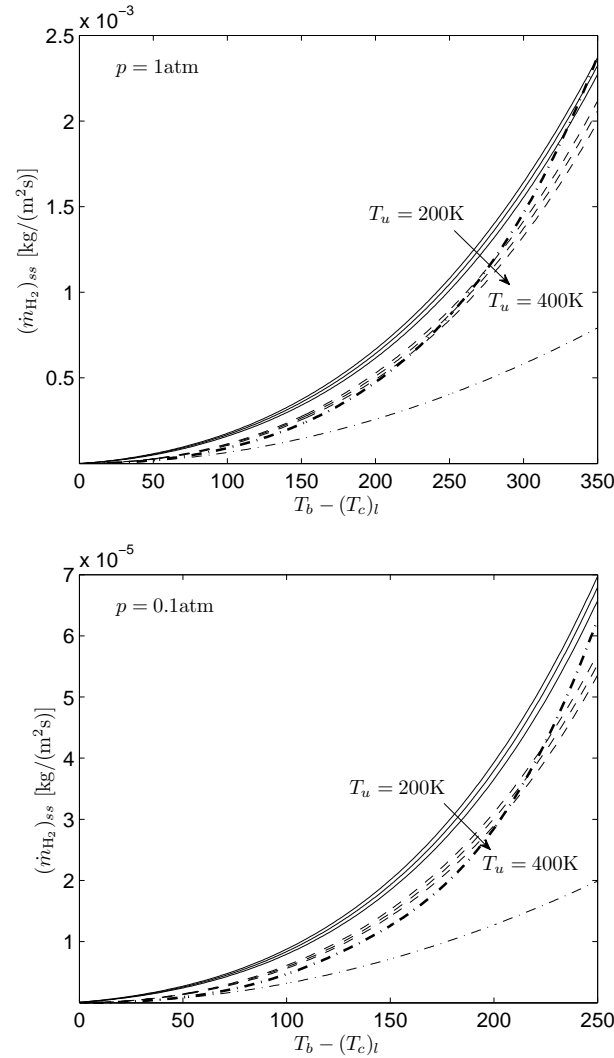 x 10⁻³
2.5
p = 1atm
2
(ṁ_H₂)_ss [kg/(m²s)]
1.5
T_u = 200K
1
T_u = 400K
0.5
0 50 100 150 200 250 300 350
T_b − (T_c)_l
x 10⁻⁵
7
p = 0.1atm
6
5
(ṁ_H₂)_ss [kg/(m²s)]
4
T_u = 200K
3
T_u = 400K
2
1
0 50 100 150 200 250
T_b − (T_c)_l